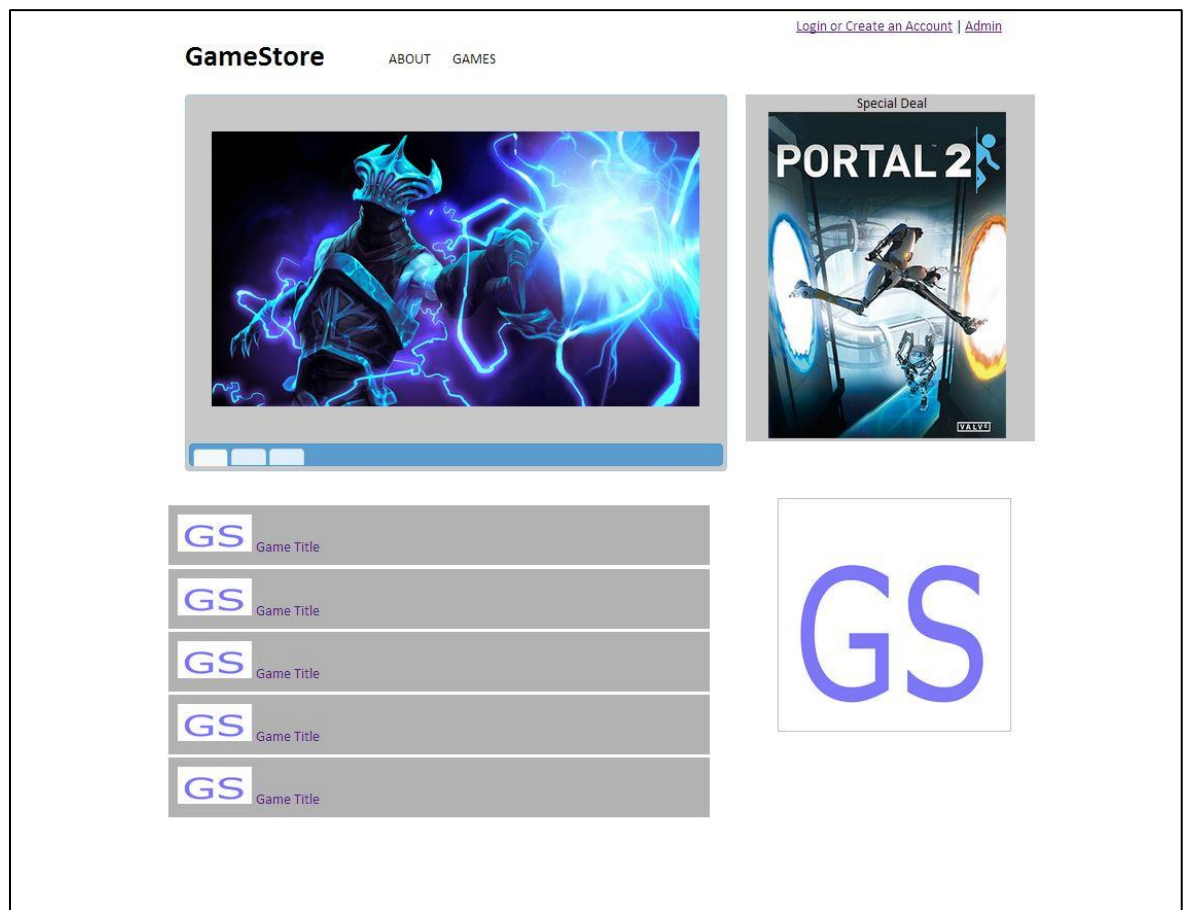 Login or Create an Account | Admin
GameStore
ABOUT GAMES
Special Deal
PORTAL 2
VALVE
GS Game Title
GS Game Title
GS Game Title
GS Game Title
GS Game Title
GS